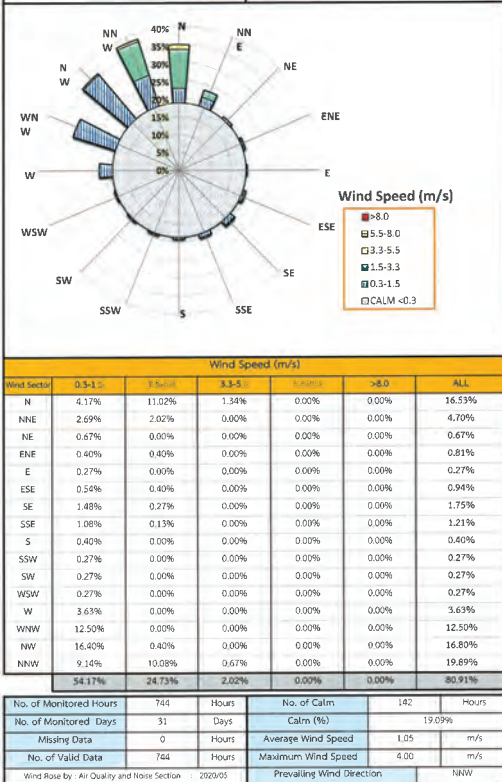 40% N
NN
W
NN
E
35%
30%
25%
20%
15%
10%
5%
0%
N
W
NE
WN
W
ENE
W
E
WSW
ESE
SW
SE
SSW
S
SSE
Wind Speed (m/s)
>8.0
5.5-8.0
3.3-5.5
1.5-3.3
0.3-1.5
CALM <0.3
Wind Speed (m/s)
Wind Sector 0.3-1.5 3.3-5.5 >8.0 ALL
N 4.17% 11.02% 1.34% 0.00% 0.00% 16.53%
NNE 2.69% 2.02% 0.00% 0.00% 0.00% 4.70%
NE 0.67% 0.00% 0.00% 0.00% 0.00% 0.67%
ENE 0.40% 0.40% 0.00% 0.00% 0.00% 0.81%
E 0.27% 0.00% 0.00% 0.00% 0.00% 0.27%
ESE 0.54% 0.40% 0.00% 0.00% 0.00% 0.94%
SE 1.48% 0.27% 0.00% 0.00% 0.00% 1.75%
SSE 1.08% 0.13% 0.00% 0.00% 0.00% 1.21%
S 0.40% 0.00% 0.00% 0.00% 0.00% 0.40%
SSW 0.27% 0.00% 0.00% 0.00% 0.00% 0.27%
SW 0.27% 0.00% 0.00% 0.00% 0.00% 0.27%
WSW 0.27% 0.00% 0.00% 0.00% 0.00% 0.27%
W 3.63% 0.00% 0.00% 0.00% 0.00% 3.63%
WNW 12.50% 0.00% 0.00% 0.00% 0.00% 12.50%
NW 16.40% 0.40% 0.00% 0.00% 0.00% 16.80%
NNW 9.14% 10.08% 0.67% 0.00% 0.00% 19.89%
54.17% 24.73% 2.02% 0.00% 0.00% 80.91%
No. of Monitored Hours 744 Hours No. of Calm 142 Hours
No. of Monitored Days 31 Days Calm (%) 19.09%
Missing Data 0 Hours Average Wind Speed 1.05 m/s
No. of Valid Data 744 Hours Maximum Wind Speed 4.00 m/s
Wind Rose by : Air Quality and Noise Section : 2020/05 Prevailing Wind Direction NNW